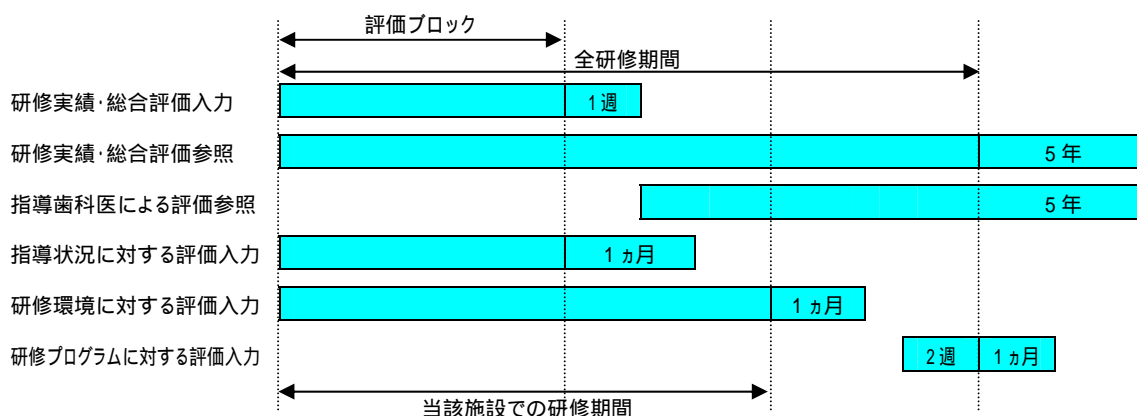 評価ブロック
全研修期間
研修実績･総合評価入力
1週
研修実績･総合評価参照
5年
指導歯科医による評価参照
5年
指導状況に対する評価入力
1ヵ月
研修環境に対する評価入力
1ヵ月
研修プログラムに対する評価入力
2週
1ヵ月
当該施設での研修期間